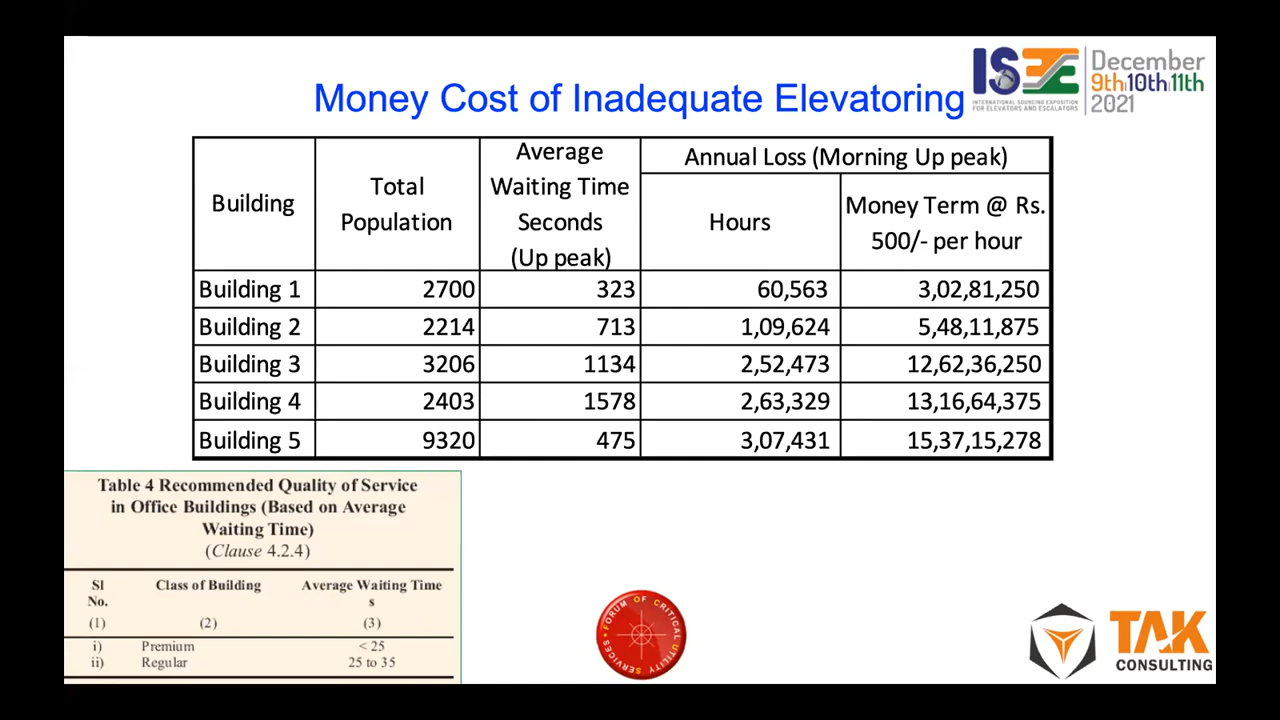 Money Cost of Inadequate Elevatoring
ISEE
INTERNATIONAL SOURCING EXPOSITION
FOR ELEVATORS AND ESCALATORS
December
9th|10th|11th
2021
Building
Total
Population
Average
Waiting Time
Seconds
(Up peak)
Annual Loss (Morning Up peak)
Hours
Money Term @ Rs.
500/- per hour
Building 1 2700 323 60,563 3,02,81,250
Building 2 2214 713 1,09,624 5,48,11,875
Building 3 3206 1134 2,52,473 12,62,36,250
Building 4 2403 1578 2,63,329 13,16,64,375
Building 5 9320 475 3,07,431 15,37,15,278
Table 4 Recommended Quality of Service
in Office Buildings (Based on Average
Waiting Time)
(Clause 4.2.4)
Sl
No.
Class of Building
Average Waiting Time
s
(1) (2) (3)
i) Premium < 25
ii) Regular 25 to 35
FORUM OF CRITICAL UTILITY SERVICES
TAK
CONSULTING